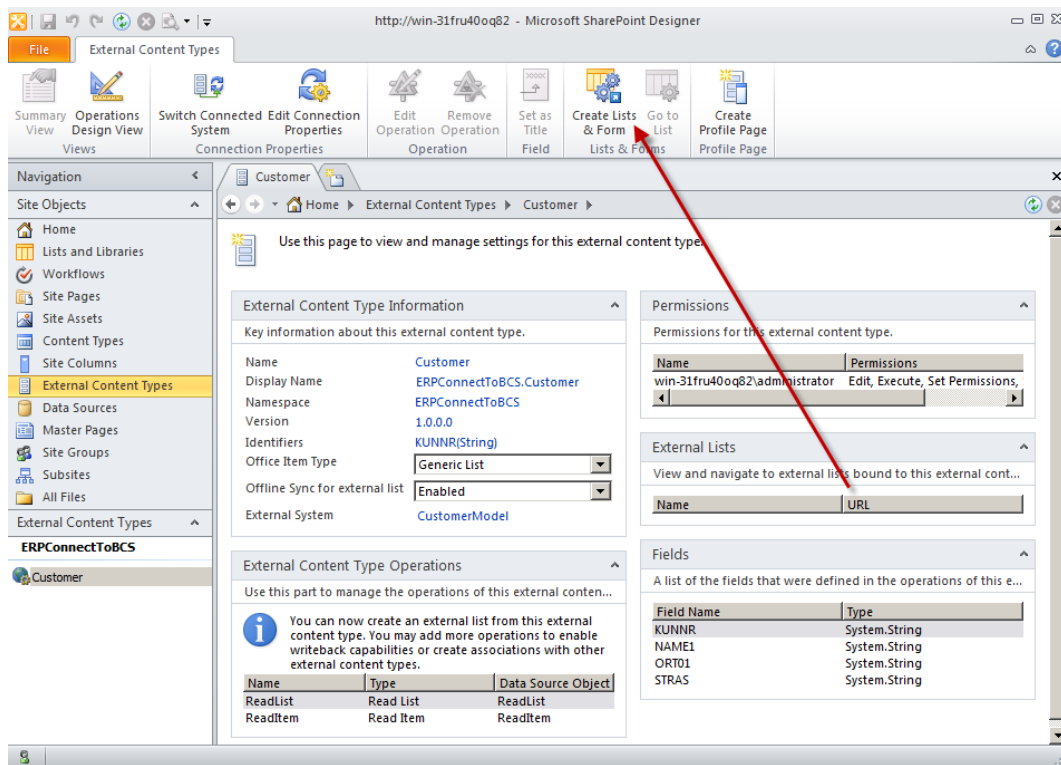 http://win-31fru40oq82 - Microsoft SharePoint Designer
File
External Content Types
Summary View
Operations Design View
Switch Connected System
Edit Connection Properties
Edit Operation
Remove Operation
Set as Title
Create Lists & Form
Go to List
Create Profile Page
Views
Connection Properties
Operation
Field
Lists & Forms
Profile Page
Navigation
Site Objects
Home
Lists and Libraries
Workflows
Site Pages
Site Assets
Content Types
Site Columns
External Content Types
Data Sources
Master Pages
Site Groups
Subsites
All Files
External Content Types
ERPConnectToBCS
Customer
Customer
Home External Content Types Customer
Use this page to view and manage settings for this external content type.
External Content Type Information
Key information about this external content type.
Name Customer
Display Name ERPConnectToBCS.Customer
Namespace ERPConnectToBCS
Version 1.0.0.0
Identifiers KUNNR(String)
Office Item Type Generic List
Offline Sync for external list Enabled
External System CustomerModel
External Content Type Operations
Use this part to manage the operations of this external conten...
You can now create an external list from this external
content type. You may add more operations to enable
writeback capabilities or create associations with other
external content types.
Name Type Data Source Object
ReadList Read List ReadList
ReadItem Read Item ReadItem
Permissions
Permissions for this external content type.
Name Permissions
win-31fru40oq82\administrator Edit, Execute, Set Permissions,
External Lists
View and navigate to external lists bound to this external cont...
Name URL
Fields
A list of the fields that were defined in the operations of this e...
Field Name Type
KUNNR System.String
NAME1 System.String
ORT01 System.String
STRAS System.String